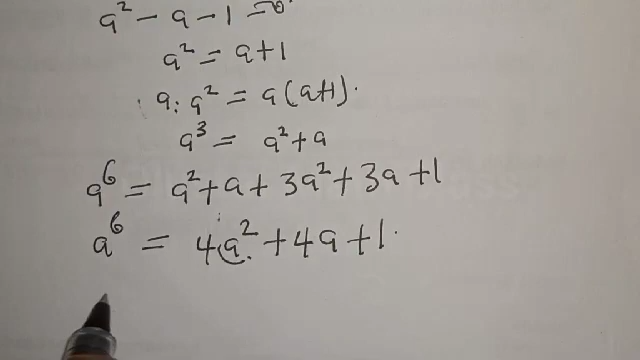 a² - a - 1 = 0
a² = a+1
a · a² = a(a+1).
a³ = a²+a
a⁶ = a²+a+3a²+3a+1
a⁶ = 4a²+4a+1.